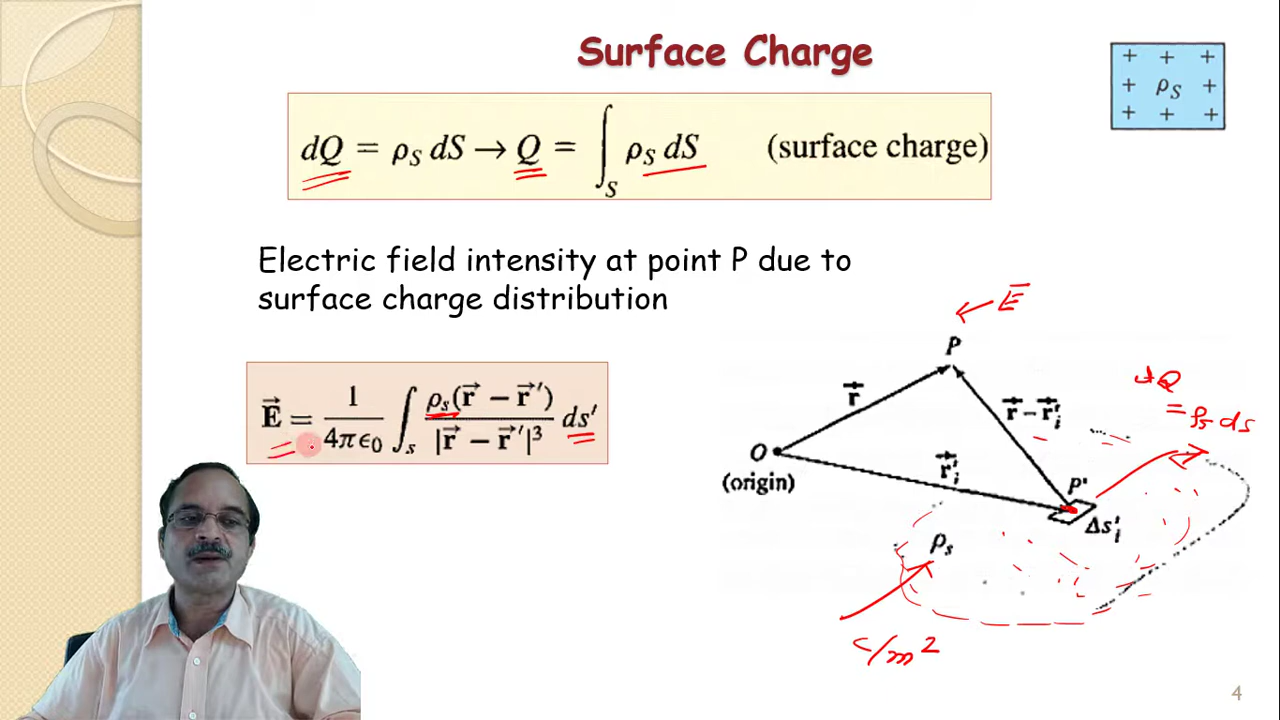 Surface Charge
+ + +
+ ρS +
+ + +
dQ = ρS dS → Q = ∫S ρS dS (surface charge)
Electric field intensity at point P due to
surface charge distribution
E⃗ = 1/4πϵ0 ∫s ρs(r⃗ − r⃗′)/|r⃗ − r⃗′|³ ds′
E⃗
P
r⃗
r⃗ − r⃗′i
dQ
= ρs ds
O
(origin)
r⃗′i
P'
Δs′i
ρs
C/m²
4